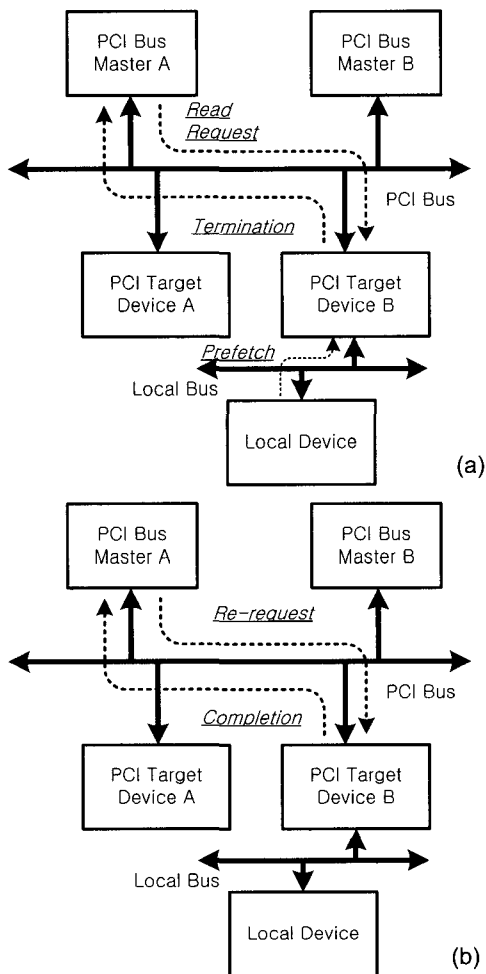 PCI Bus
Master A
PCI Bus
Master B
Read
Request
PCI Bus
Termination
PCI Target
Device A
PCI Target
Device B
Prefetch
Local Bus
Local Device
(a)
PCI Bus
Master A
PCI Bus
Master B
Re-request
PCI Bus
Completion
PCI Target
Device A
PCI Target
Device B
Local Bus
Local Device
(b)